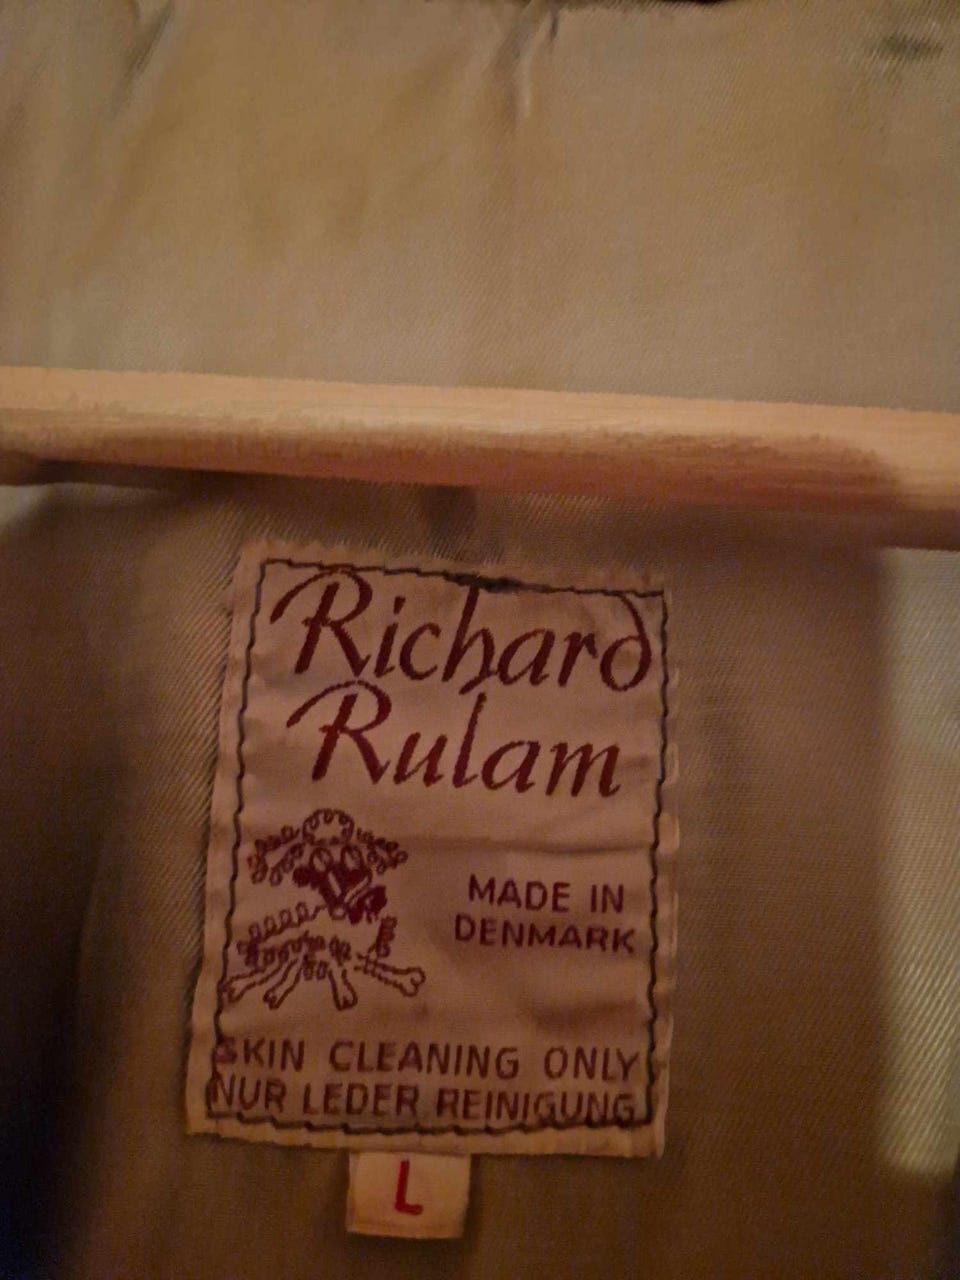 Richard
Rulam
MADE IN
DENMARK
SKIN CLEANING ONLY
NUR LEDER REINIGUNG
L